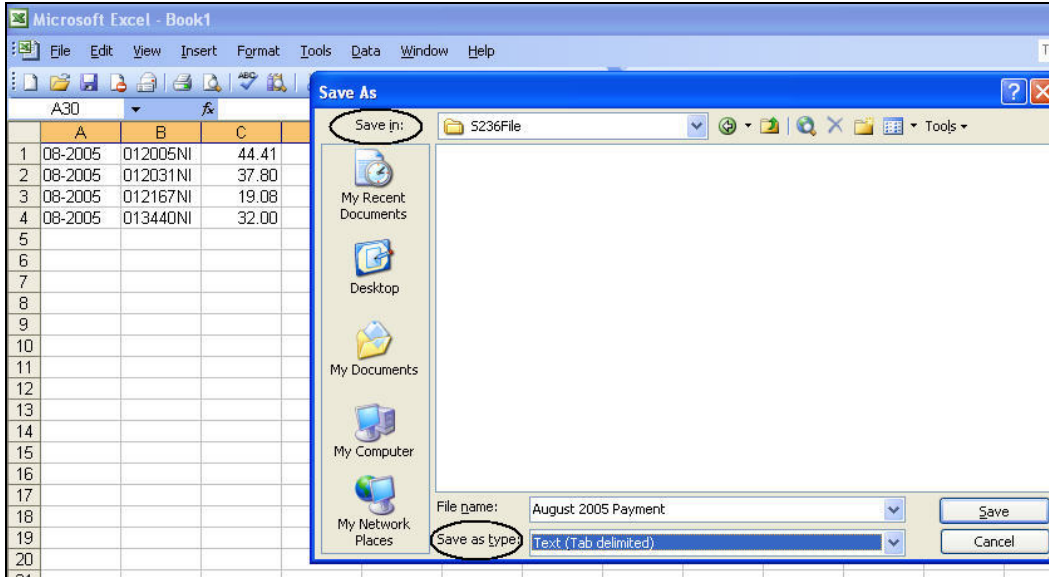 Microsoft Excel - Book1
File Edit View Insert Format Tools Data Window Help T
ABC
A30 fx
A B C
1 08-2005 012005NI 44.41
2 08-2005 012031NI 37.80
3 08-2005 012167NI 19.08
4 08-2005 013440NI 32.00
5
6
7
8
9
10
11
12
13
14
15
16
17
18
19
20
21
Save As
Save in: S236File Tools
My Recent
Documents
Desktop
My Documents
My Computer
My Network
Places
File name: August 2005 Payment Save
Save as type: Text (Tab delimited) Cancel